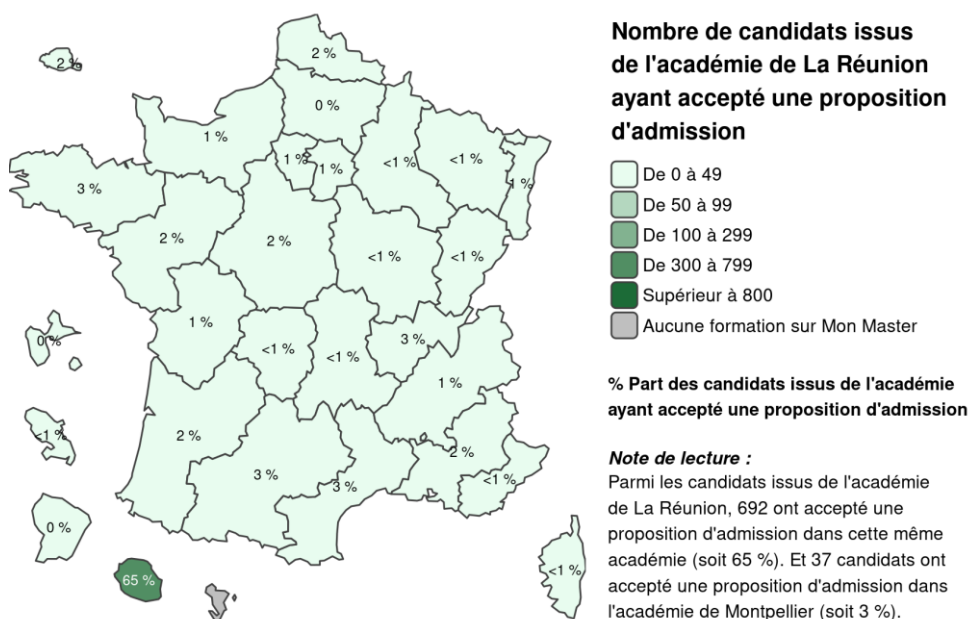 Nombre de candidats issus
de l'académie de La Réunion
ayant accepté une proposition
d'admission
De 0 à 49
De 50 à 99
De 100 à 299
De 300 à 799
Supérieur à 800
Aucune formation sur Mon Master
% Part des candidats issus de l'académie
ayant accepté une proposition d'admission
Note de lecture :
Parmi les candidats issus de l'académie
de La Réunion, 692 ont accepté une
proposition d'admission dans cette même
académie (soit 65 %). Et 37 candidats ont
accepté une proposition d'admission dans
l'académie de Montpellier (soit 3 %).
2 %
2 %
0 %
1 %
1 %
1 %
<1 %
<1 %
1 %
3 %
2 %
2 %
<1 %
<1 %
1 %
<1 %
<1 %
3 %
1 %
0 %
<1 %
2 %
3 %
3 %
2 %
<1 %
0 %
65 %
<1 %